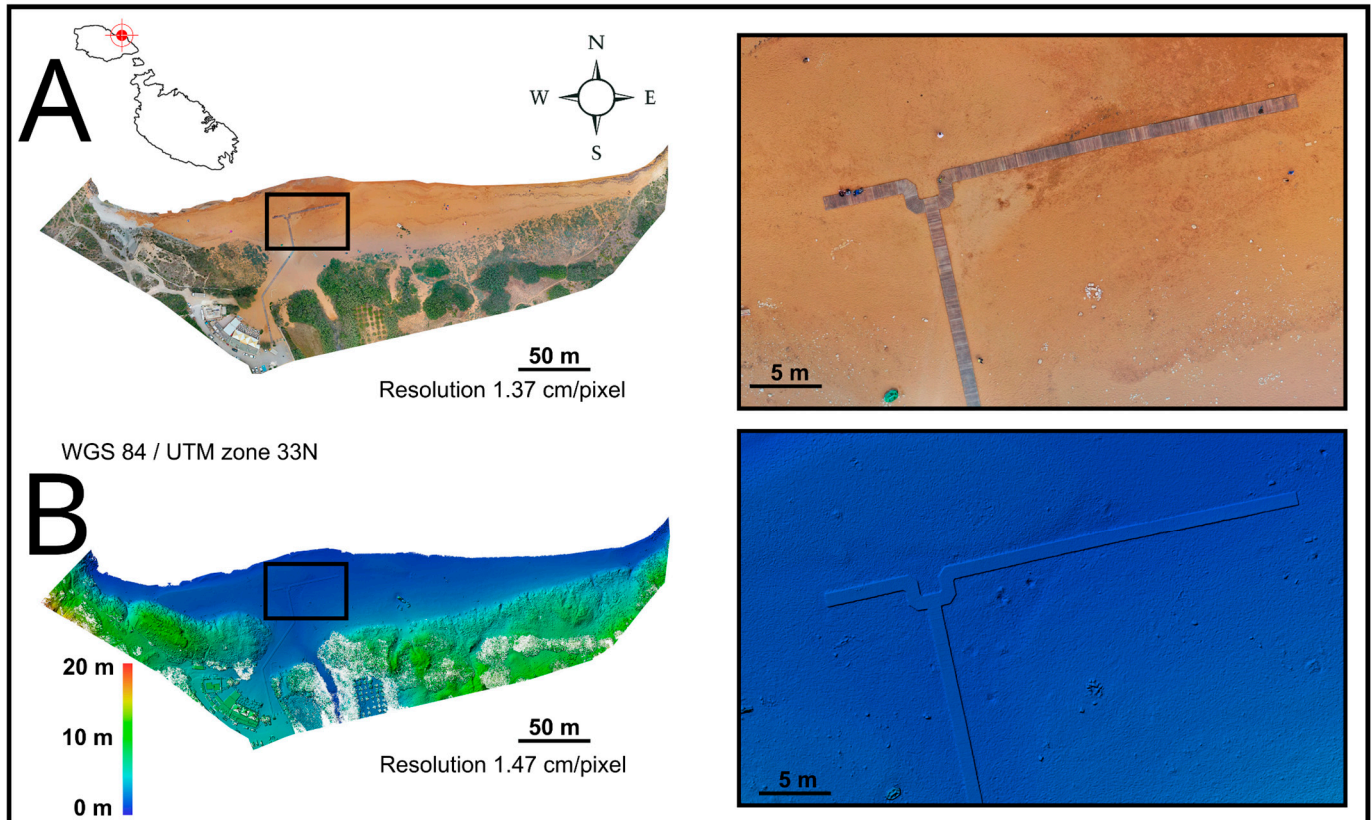 A
N
W E
S
50 m
Resolution 1.37 cm/pixel
5 m
WGS 84 / UTM zone 33N
B
20 m
10 m
0 m
50 m
Resolution 1.47 cm/pixel
5 m